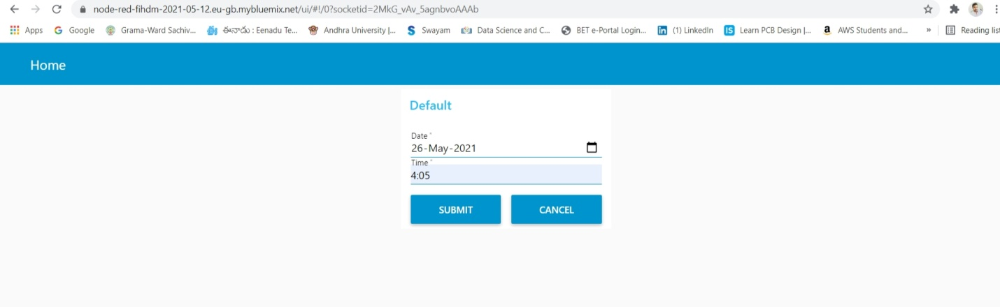 node-red-fihdm-2021-05-12.eu-gb.mybluemix.net/ui/#!/0?socketid=2MkG_vAv_5agnbvoAAAb
Apps G Google Grama-Ward Sachiv... ఈనాడు : Eenadu Te... Andhra University |... S Swayam Data Science and C... BET e-Portal Login... in (1) LinkedIn IS Learn PCB Design |... a AWS Students and... » Reading list
Home
Default
Date *
26-May-2021
Time *
4:05
SUBMIT CANCEL